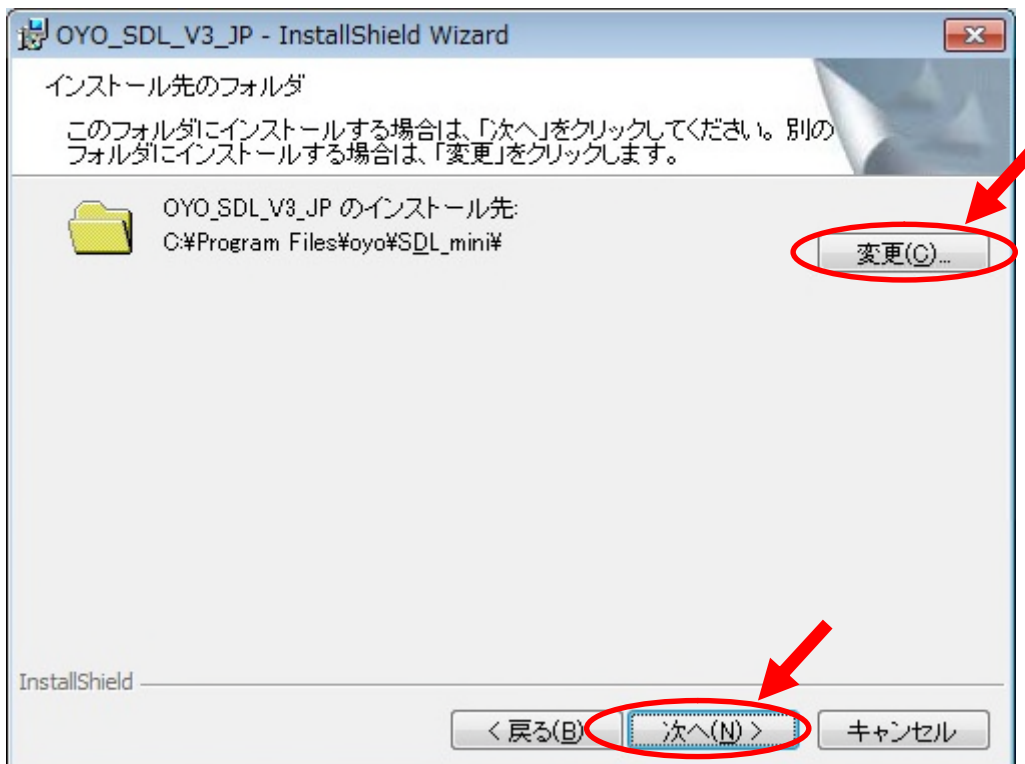 OYO_SDL_V3_JP - InstallShield Wizard
インストール先のフォルダ
このフォルダにインストールする場合は、「次へ」をクリックしてください。別の
フォルダにインストールする場合は、「変更」をクリックします。
OYO_SDL_V3_JP のインストール先:
C:¥Program Files¥oyo¥SDL_mini¥
変更(C)...
InstallShield
< 戻る(B)
次へ(N) >
キャンセル